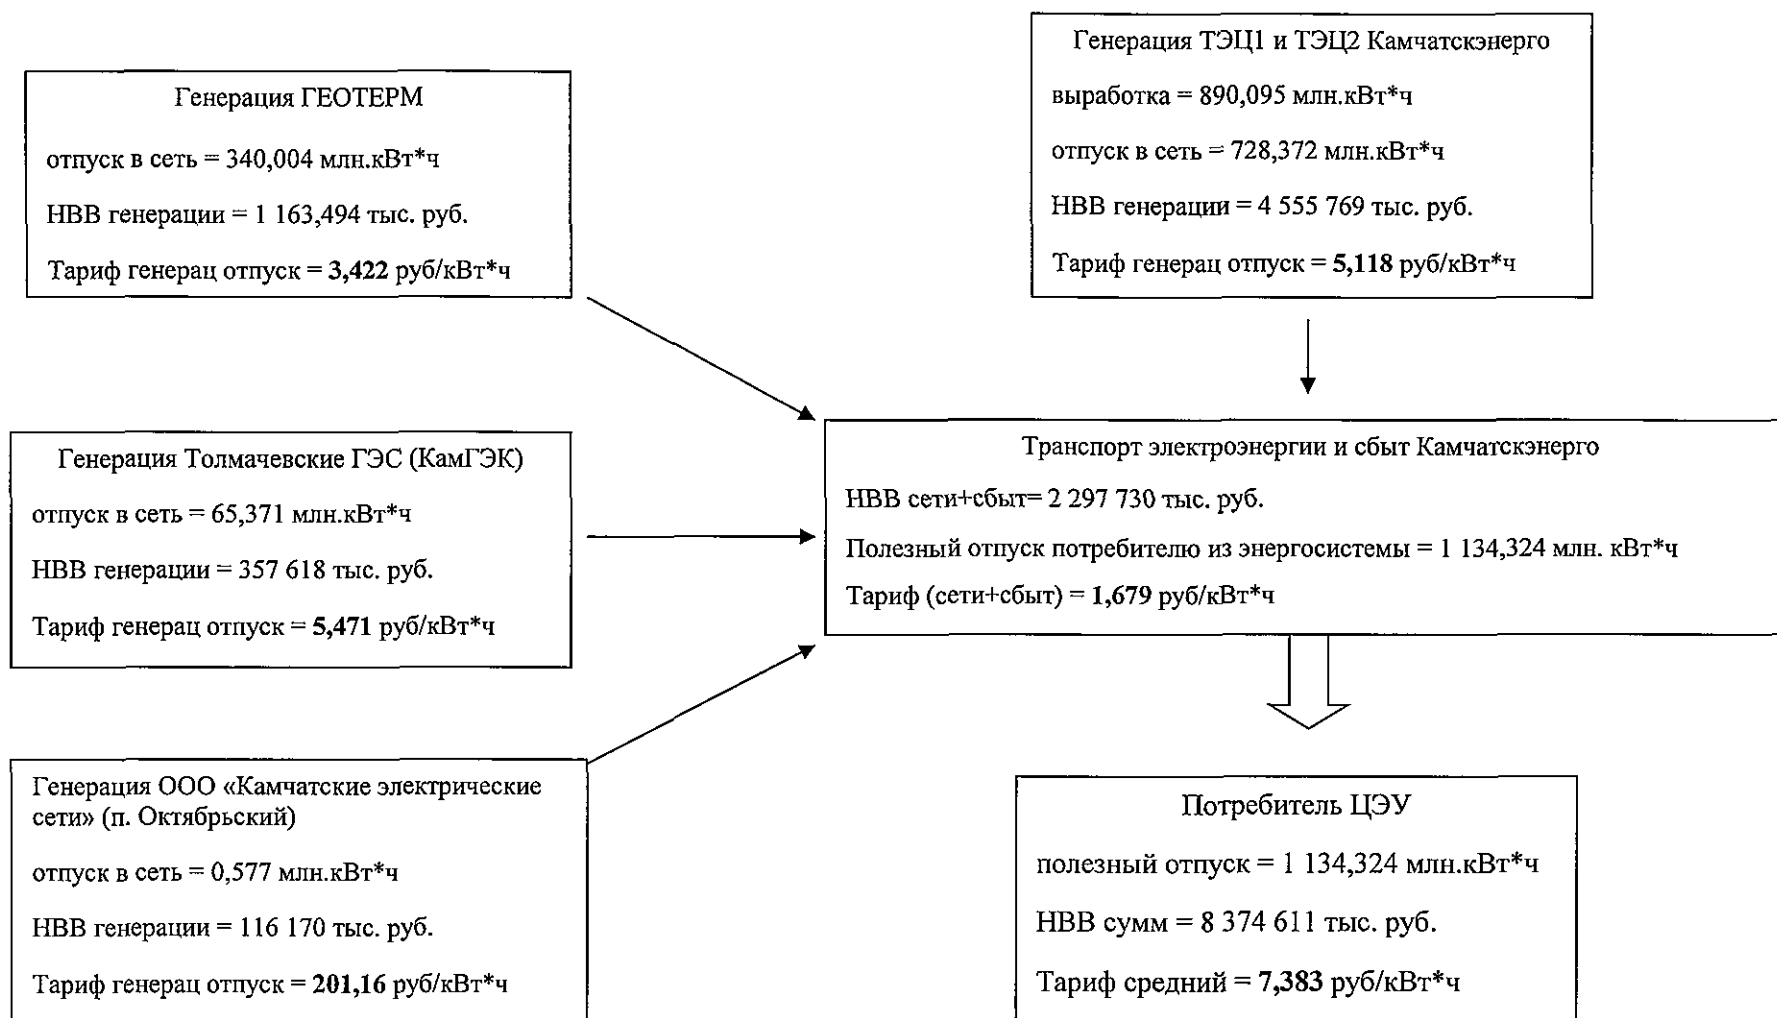 Генерация ГЕОТЕРМ
отпуск в сеть = 340,004 млн.кВт*ч
НВВ генерации = 1 163,494 тыс. руб.
Тариф генерац отпуск = 3,422 руб/кВт*ч
Генерация ТЭЦ1 и ТЭЦ2 Камчатскэнерго
выработка = 890,095 млн.кВт*ч
отпуск в сеть = 728,372 млн.кВт*ч
НВВ генерации = 4 555 769 тыс. руб.
Тариф генерац отпуск = 5,118 руб/кВт*ч
Генерация Толмачевские ГЭС (КамГЭК)
отпуск в сеть = 65,371 млн.кВт*ч
НВВ генерации = 357 618 тыс. руб.
Тариф генерац отпуск = 5,471 руб/кВт*ч
Транспорт электроэнергии и сбыт Камчатскэнерго
НВВ сети+сбыт= 2 297 730 тыс. руб.
Полезный отпуск потребителю из энергосистемы = 1 134,324 млн. кВт*ч
Тариф (сети+сбыт) = 1,679 руб/кВт*ч
Генерация ООО «Камчатские электрические
сети» (п. Октябрьский)
отпуск в сеть = 0,577 млн.кВт*ч
НВВ генерации = 116 170 тыс. руб.
Тариф генерац отпуск = 201,16 руб/кВт*ч
Потребитель ЦЭУ
полезный отпуск = 1 134,324 млн.кВт*ч
НВВ сумм = 8 374 611 тыс. руб.
Тариф средний = 7,383 руб/кВт*ч